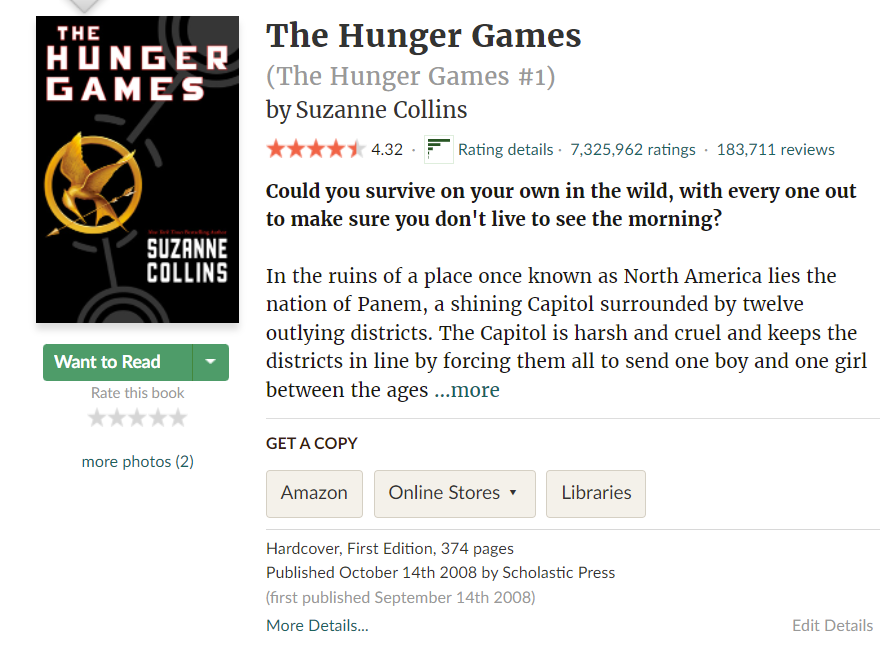 THE
HUNGER
GAMES
New York Times Bestselling Author
SUZANNE
COLLINS
Want to Read
Rate this book
more photos (2)
The Hunger Games
(The Hunger Games #1)
by Suzanne Collins
4.32 · Rating details · 7,325,962 ratings · 183,711 reviews
Could you survive on your own in the wild, with every one out
to make sure you don't live to see the morning?
In the ruins of a place once known as North America lies the
nation of Panem, a shining Capitol surrounded by twelve
outlying districts. The Capitol is harsh and cruel and keeps the
districts in line by forcing them all to send one boy and one girl
between the ages ...more
GET A COPY
Amazon Online Stores ▾ Libraries
Hardcover, First Edition, 374 pages
Published October 14th 2008 by Scholastic Press
(first published September 14th 2008)
More Details... Edit Details